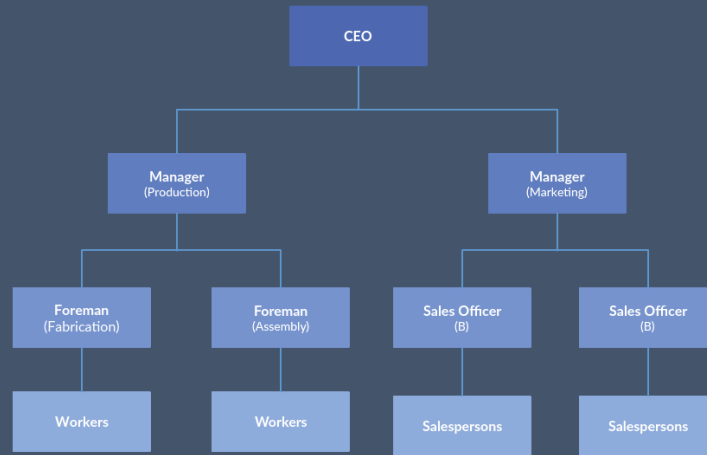 CEO
Manager
(Production)
Manager
(Marketing)
Foreman
(Fabrication)
Foreman
(Assembly)
Sales Officer
(B)
Sales Officer
(B)
Workers
Workers
Salespersons
Salespersons